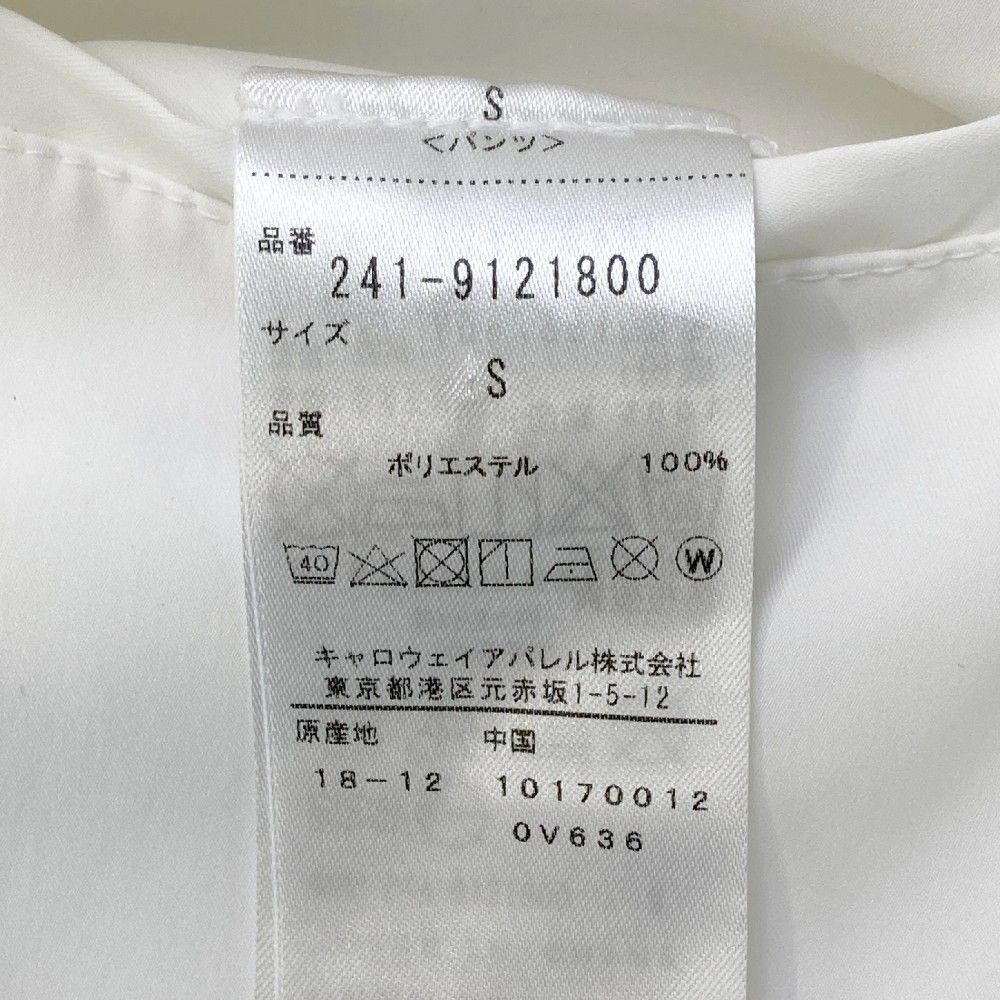 S
<パンツ>
品番
241-9121800
サイズ
S
品質
ポリエステル 100%
40 W
キャロウェイアパレル株式会社
東京都港区元赤坂1-5-12
原産地 中国
18-12 10170012
0V636